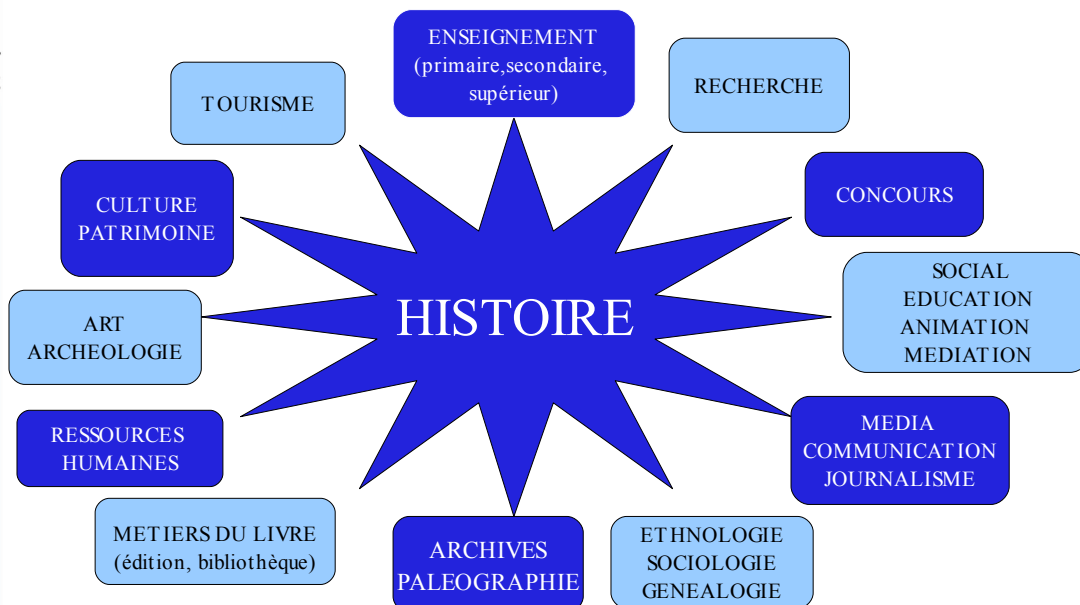 ENSEIGNEMENT
(primaire,secondaire,
supérieur)
RECHERCHE
TOURISME
CONCOURS
CULTURE
PATRIMOINE
SOCIAL
EDUCATION
ANIMATION
MEDIATION
HISTOIRE
ART
ARCHEOLOGIE
MEDIA
COMMUNICATION
JOURNALISME
RESSOURCES
HUMAINES
METIERS DU LIVRE
(édition, bibliothèque)
ARCHIVES
PALEOGRAPHIE
ETHNOLOGIE
SOCIOLOGIE
GENEALOGIE